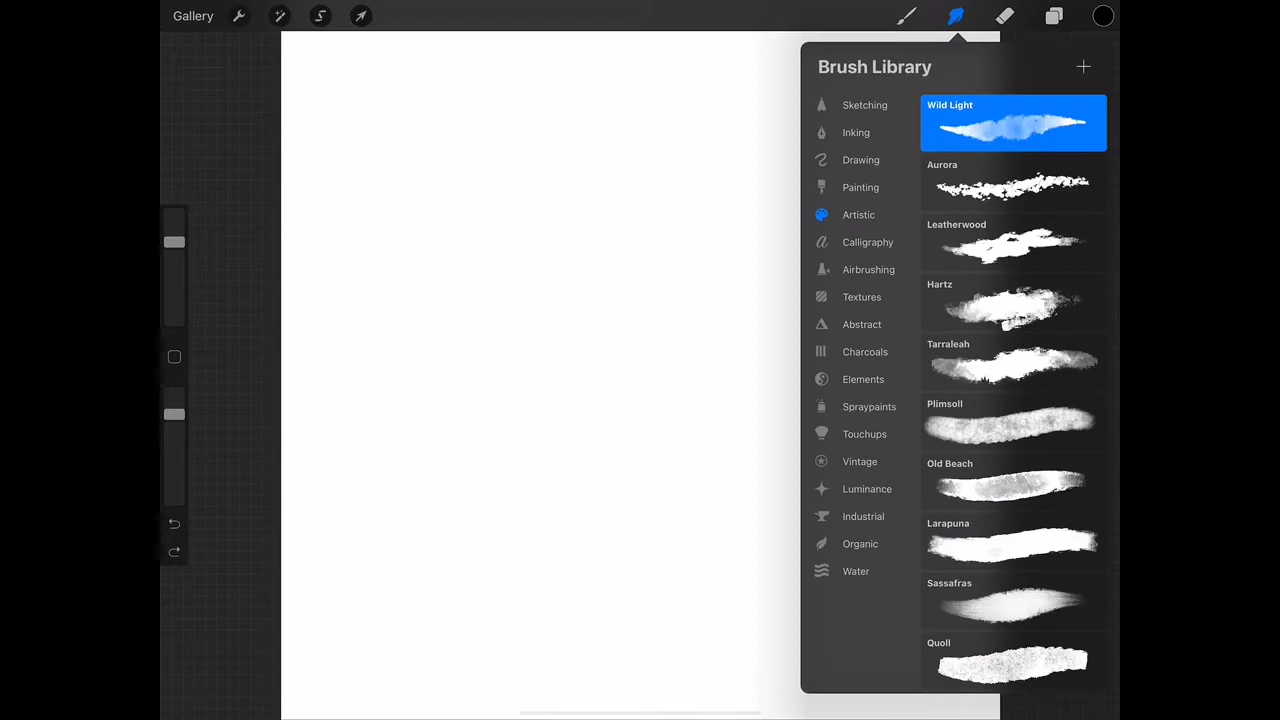 Gallery
Brush Library
Sketching
Inking
Drawing
Painting
Artistic
Calligraphy
Airbrushing
Textures
Abstract
Charcoals
Elements
Spraypaints
Touchups
Vintage
Luminance
Industrial
Organic
Water
Wild Light
Aurora
Leatherwood
Hartz
Tarraleah
Plimsoll
Old Beach
Larapuna
Sassafras
Quoll